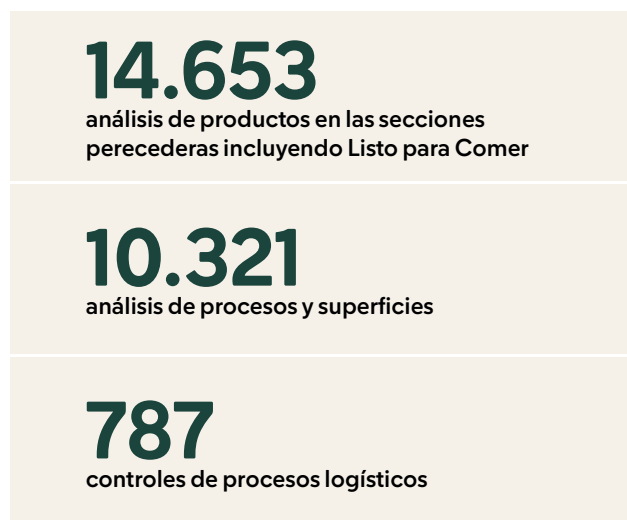 14.653
análisis de productos en las secciones
perecederas incluyendo Listo para Comer
10.321
análisis de procesos y superficies
787
controles de procesos logísticos